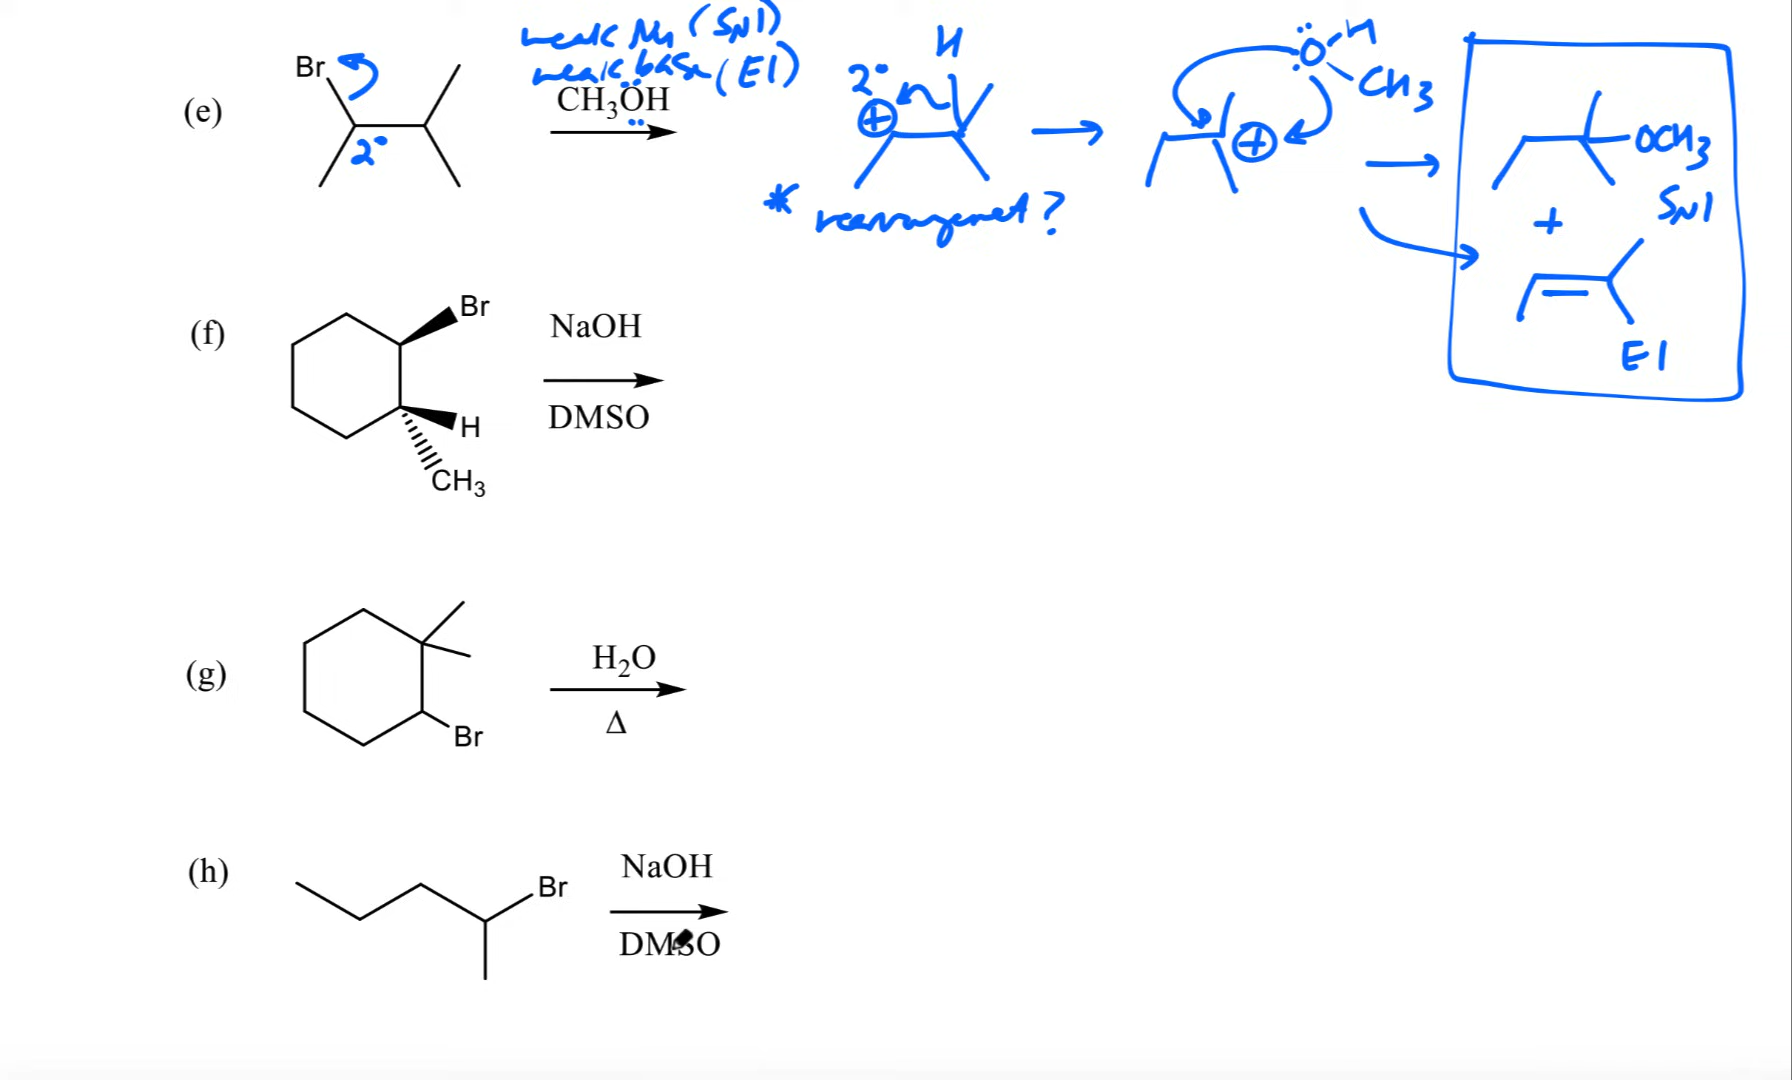 weak Nu (SN1)
weak base (E1)
(e) Br 2° CH₃ÖH 2° ⊕ H ⊕ :Ö H CH₃ OCH₃
* rearrangement?
SN1
+
E1
(f) Br H CH₃ NaOH
DMSO
(g) Br H₂O
Δ
(h) Br NaOH
DMSO